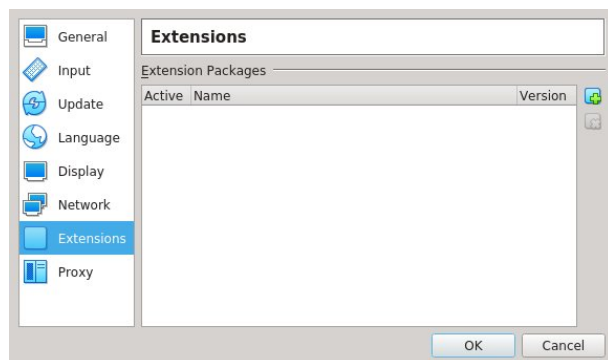 General
Input
Update
Language
Display
Network
Extensions
Proxy
Extensions
Extension Packages
Active Name Version
OK Cancel